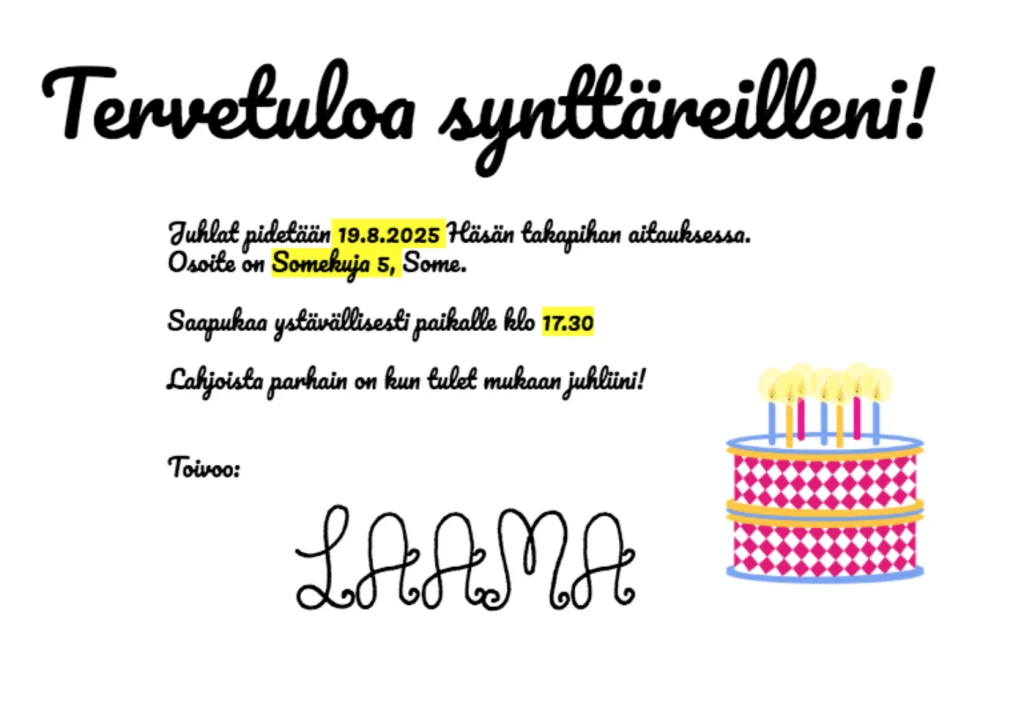 Tervetuloa synttäreilleni!
Juhlat pidetään 19.8.2025 Häsän takapihan aitauksessa.
Osoite on Somekuja 5, Some.
Saapukaa ystävällisesti paikalle klo 17.30
Lahjoista parhain on kun tulet mukaan juhliini!
Toivoo:
LAAMA